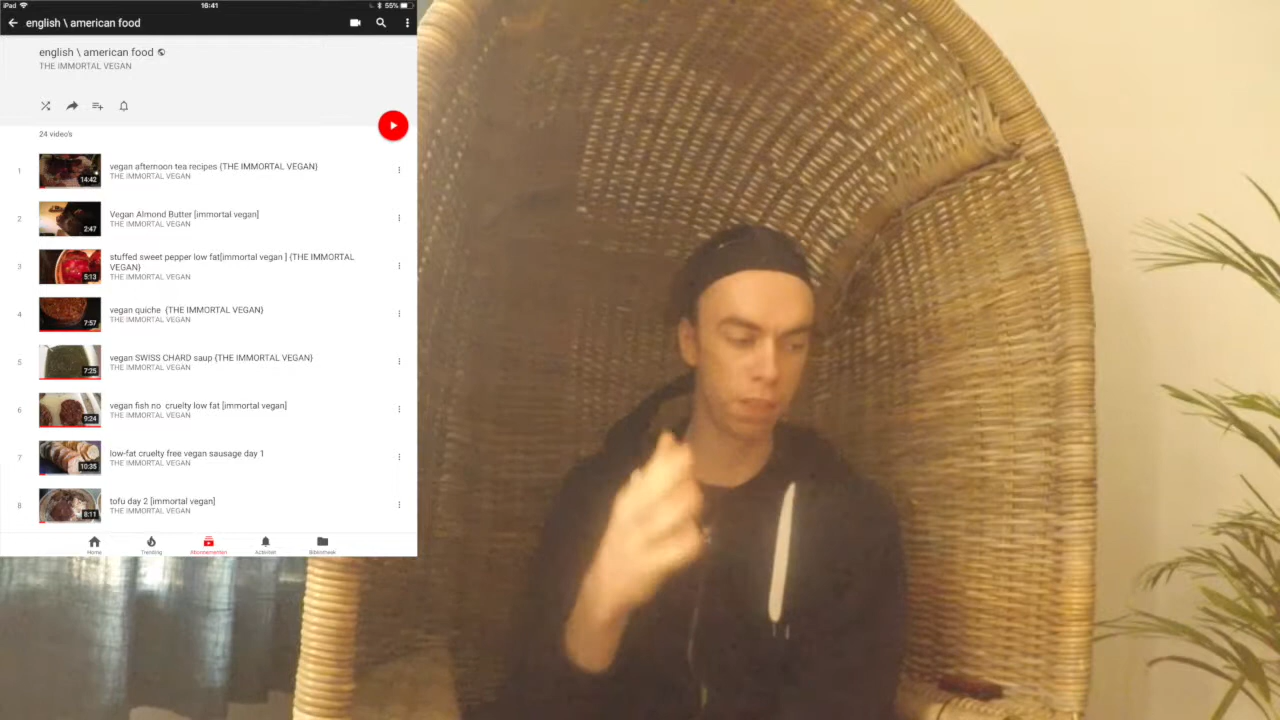 iPad 16:41 55%
english \ american food
english \ american food
THE IMMORTAL VEGAN
24 video's
1 vegan afternoon tea recipes {THE IMMORTAL VEGAN}
THE IMMORTAL VEGAN
14:42
2 Vegan Almond Butter [immortal vegan]
THE IMMORTAL VEGAN
2:47
3 stuffed sweet pepper low fat[immortal vegan ] {THE IMMORTAL
VEGAN}
THE IMMORTAL VEGAN
5:13
4 vegan quiche {THE IMMORTAL VEGAN}
THE IMMORTAL VEGAN
7:57
5 vegan SWISS CHARD saup {THE IMMORTAL VEGAN}
THE IMMORTAL VEGAN
7:25
6 vegan fish no cruelty low fat [immortal vegan]
THE IMMORTAL VEGAN
9:24
7 low-fat cruelty free vegan sausage day 1
THE IMMORTAL VEGAN
10:35
8 tofu day 2 [immortal vegan]
THE IMMORTAL VEGAN
8:11
Home Trending Abonnementen Activiteit Bibliotheek